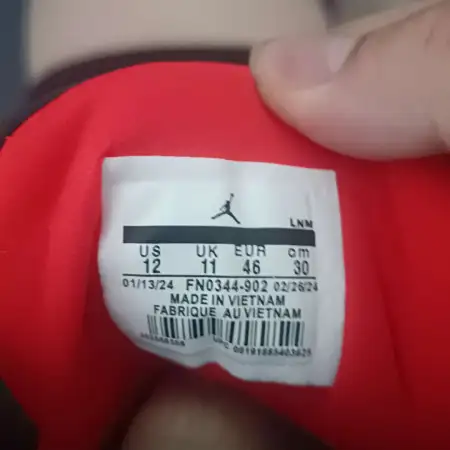 LNM
US UK EUR cm
12 11 46 30
01/13/24 FN0344-902 02/26/24
MADE IN VIETNAM
FABRIQUE AU VIETNAM